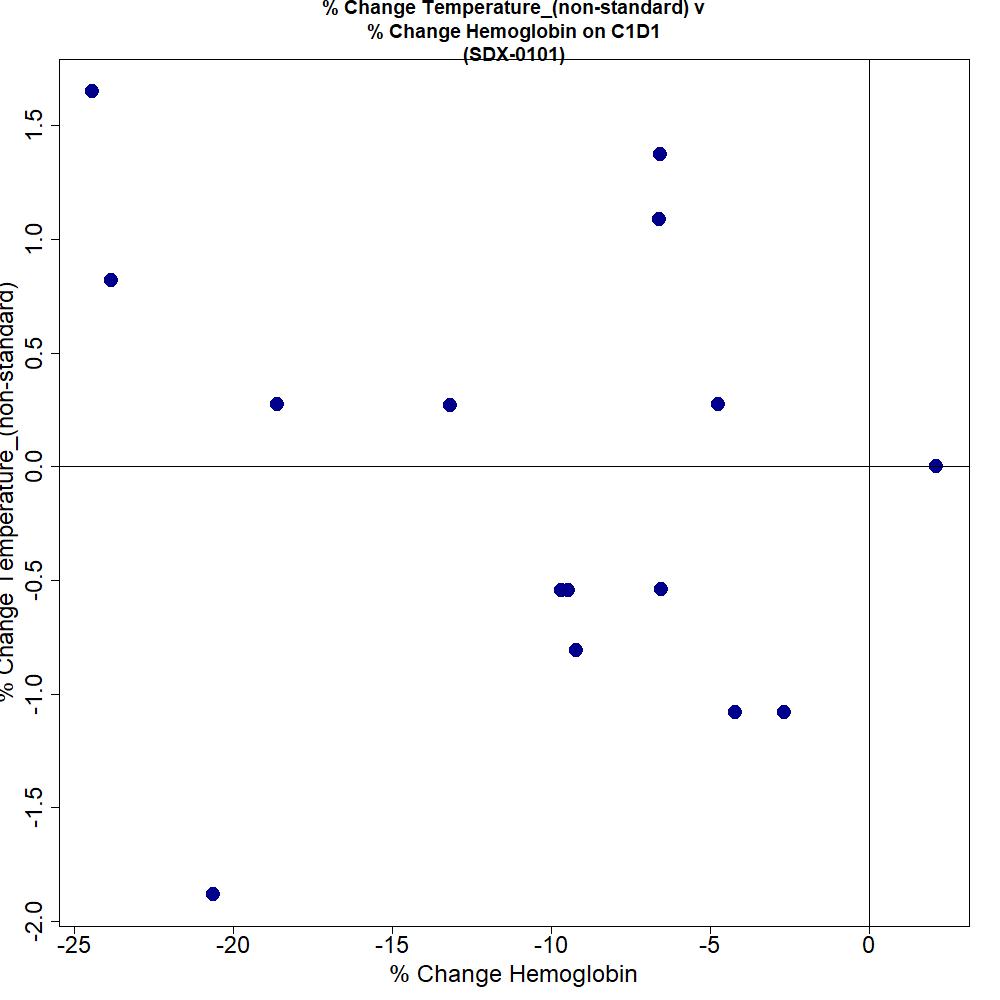 % Change Temperature_(non-standard) v
% Change Hemoglobin on C1D1
(SDX-0101)
% Change Temperature_(non-standard)
1.5
1.0
0.5
0.0
-0.5
-1.0
-1.5
-2.0
-25 -20 -15 -10 -5 0
% Change Hemoglobin